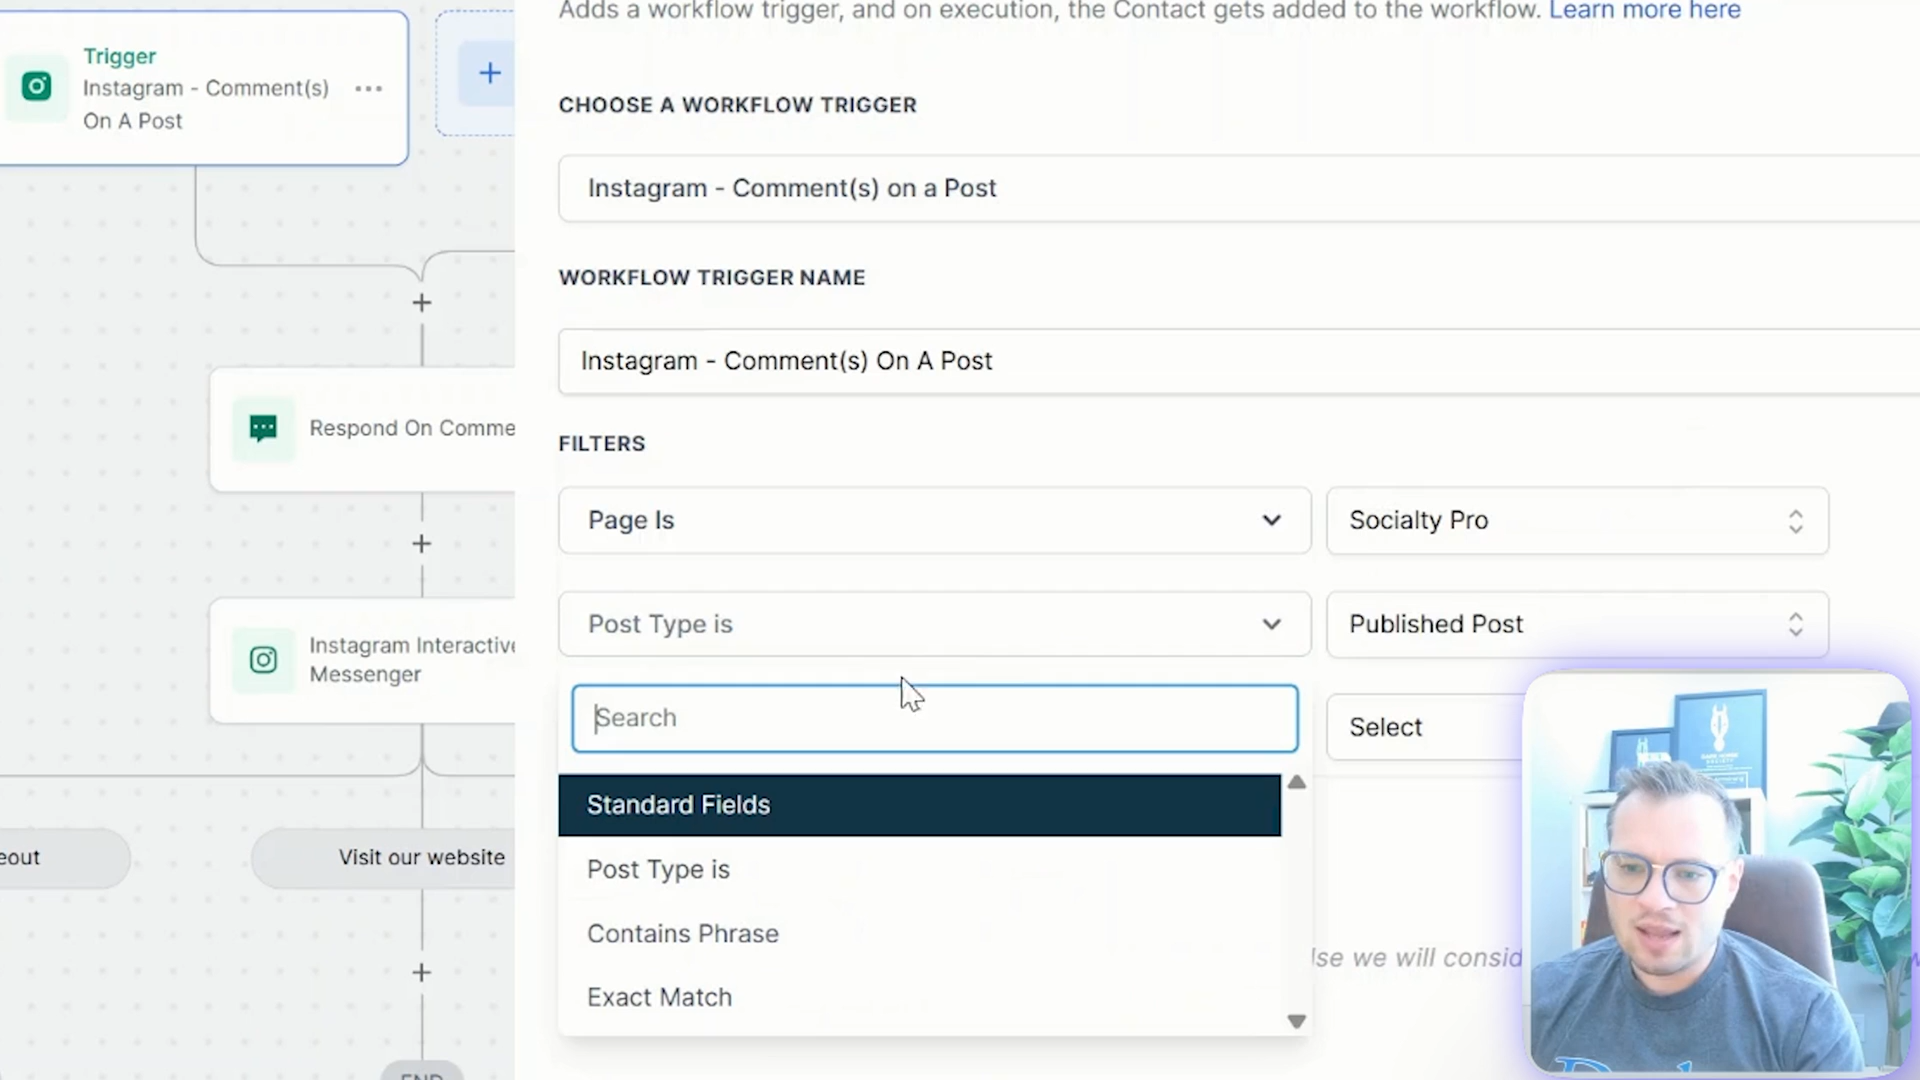 Adds a workflow trigger, and on execution, the Contact gets added to the workflow. Learn more here
Trigger
Instagram - Comment(s)
On A Post
CHOOSE A WORKFLOW TRIGGER
Instagram - Comment(s) on a Post
WORKFLOW TRIGGER NAME
Instagram - Comment(s) On A Post
Respond On Comme
FILTERS
Page Is
Socialty Pro
Post Type is
Published Post
Instagram Interactive
Messenger
Search
Select
Standard Fields
eout
Visit our website
Post Type is
Contains Phrase
lse we will consid
Exact Match
END